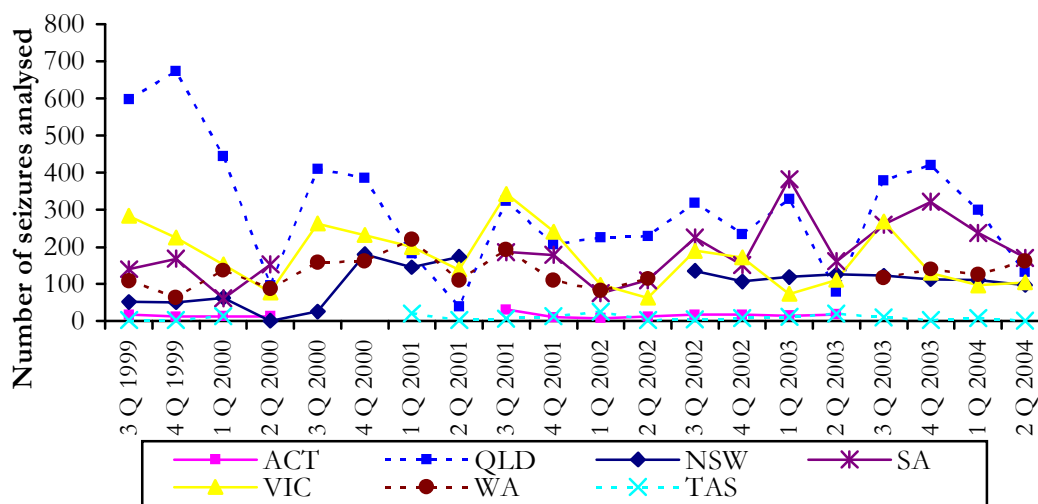 Number of seizures analysed
800
700
600
500
400
300
200
100
0
3 Q 1999
4 Q 1999
1 Q 2000
2 Q 2000
3 Q 2000
4 Q 2000
1 Q 2001
2 Q 2001
3 Q 2001
4 Q 2001
1 Q 2002
2 Q 2002
3 Q 2002
4 Q 2002
1 Q 2003
2 Q 2003
3 Q 2003
4 Q 2003
1 Q 2004
2 Q 2004
ACT QLD NSW SA
VIC WA TAS